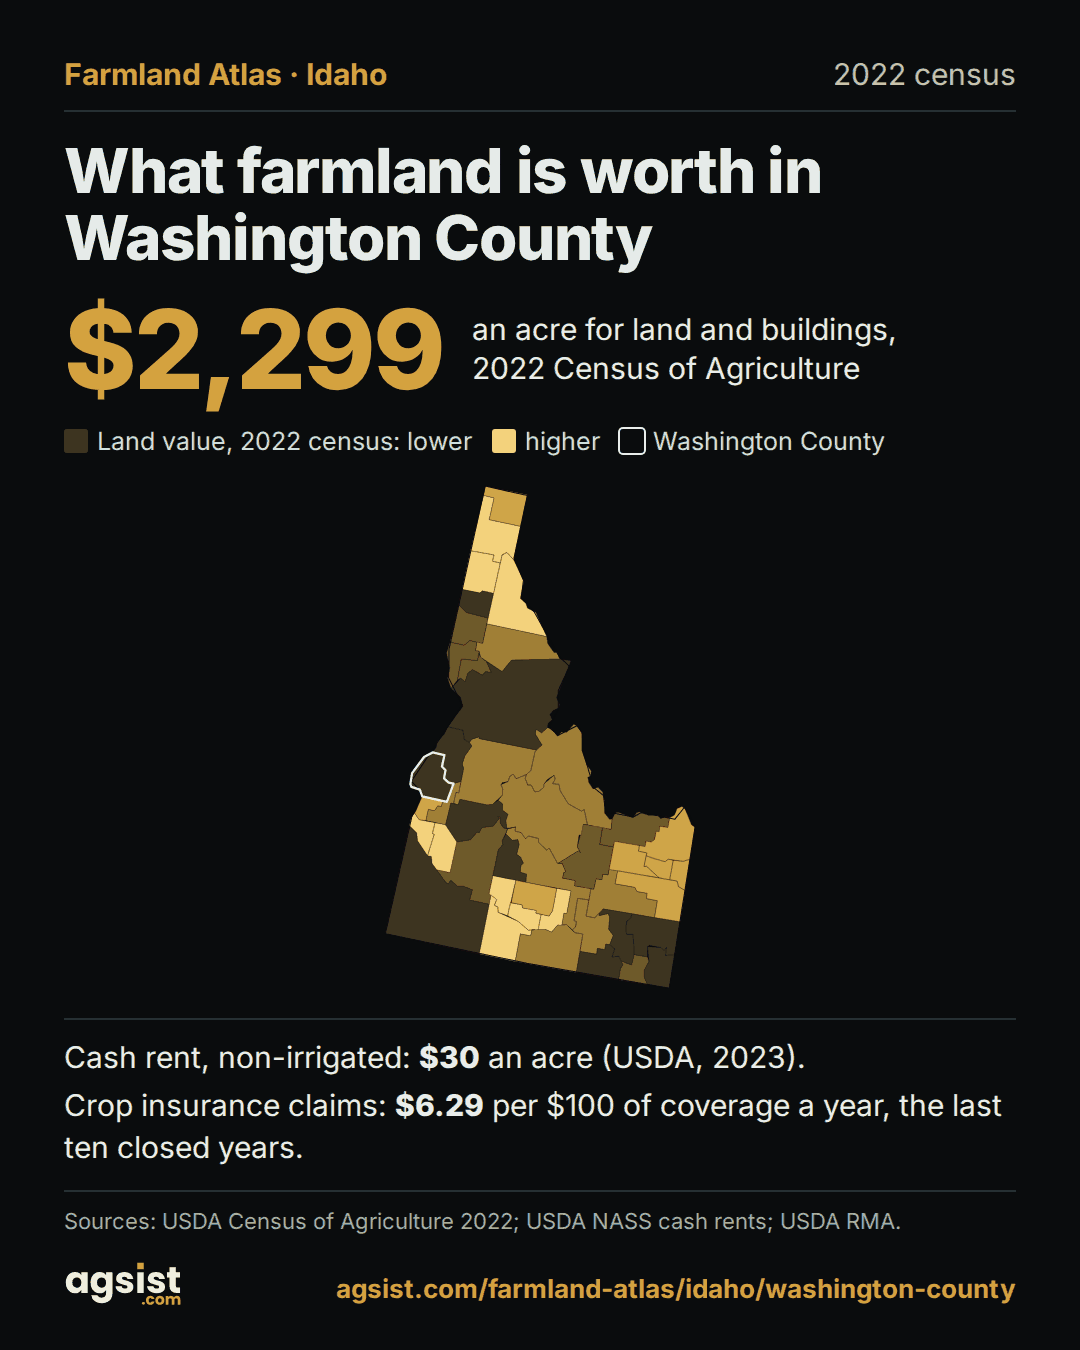 Farmland Atlas · Idaho
2022 census
What farmland is worth in
Washington County
$2,299
an acre for land and buildings,
2022 Census of Agriculture
Land value, 2022 census: lower
higher
Washington County
Cash rent, non-irrigated: $30 an acre (USDA, 2023).
Crop insurance claims: $6.29 per $100 of coverage a year, the last
ten closed years.
Sources: USDA Census of Agriculture 2022; USDA NASS cash rents; USDA RMA.
agsist
.com
agsist.com/farmland-atlas/idaho/washington-county